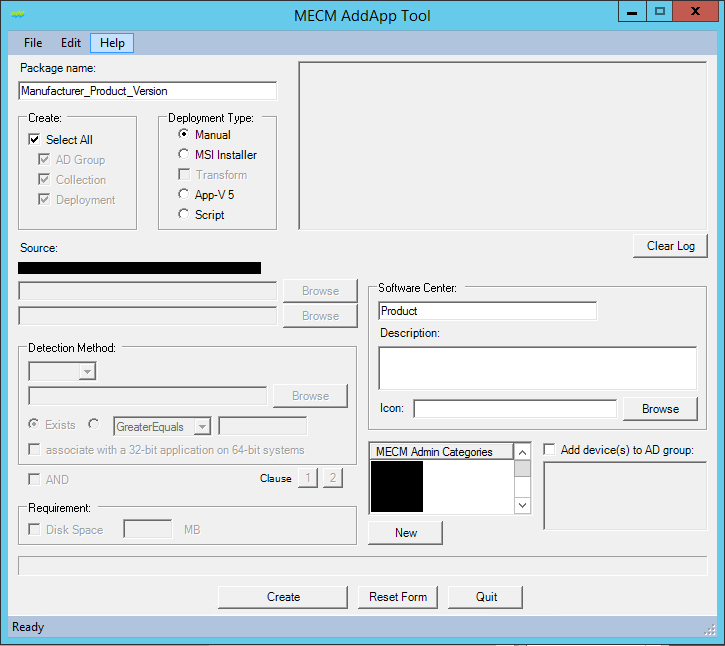 MECM AddApp Tool
File Edit Help
Package name:
Manufacturer_Product_Version
Create:
Select All
AD Group
Collection
Deployment
Deployment Type:
Manual
MSI Installer
Transform
App-V 5
Script
Clear Log
Source:
Browse
Browse
Software Center:
Product
Description:
Icon:
Browse
Detection Method:
Browse
Exists
GreaterEquals
associate with a 32-bit application on 64-bit systems
AND
Clause 1 2
MECM Admin Categories
New
Add device(s) to AD group:
Requirement:
Disk Space MB
Create Reset Form Quit
Ready